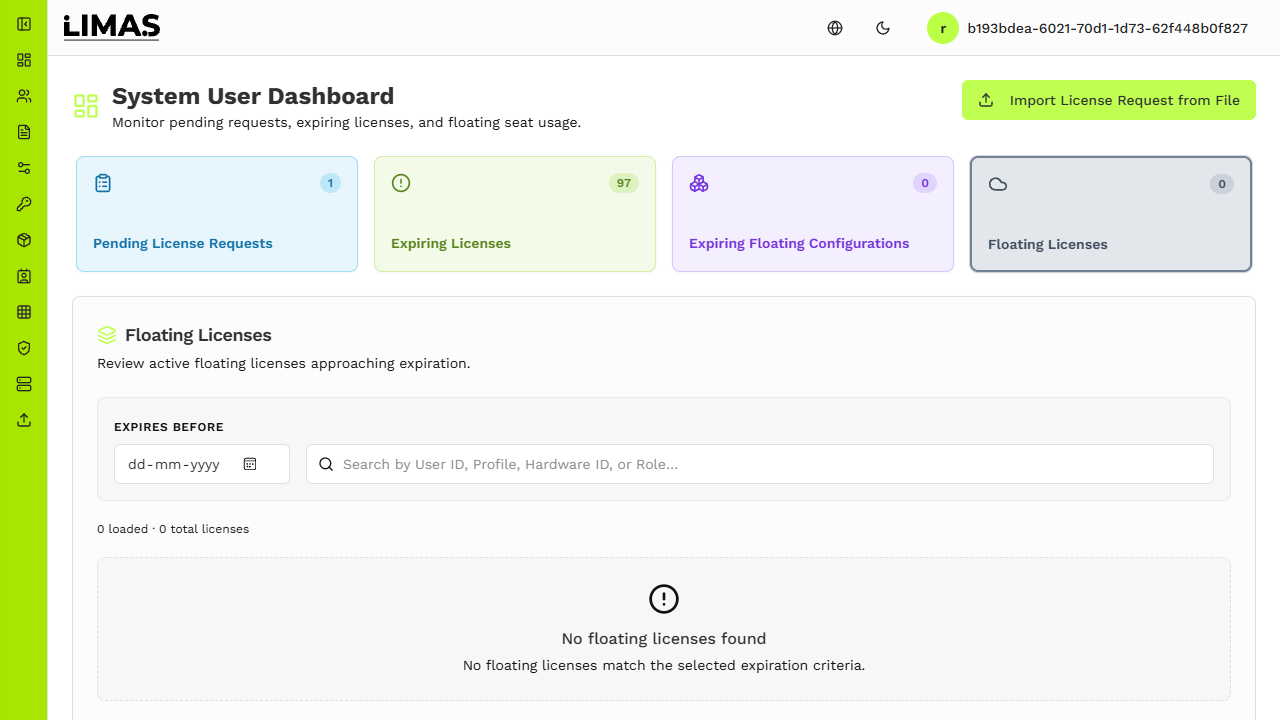 LIMAS
r
b193bdea-6021-70d1-1d73-62f448b0f827
System User Dashboard
Monitor pending requests, expiring licenses, and floating seat usage.
Import License Request from File
1
Pending License Requests
97
Expiring Licenses
0
Expiring Floating Configurations
0
Floating Licenses
Floating Licenses
Review active floating licenses approaching expiration.
EXPIRES BEFORE
dd-mm-yyyy
Search by User ID, Profile, Hardware ID, or Role...
0 loaded · 0 total licenses
No floating licenses found
No floating licenses match the selected expiration criteria.